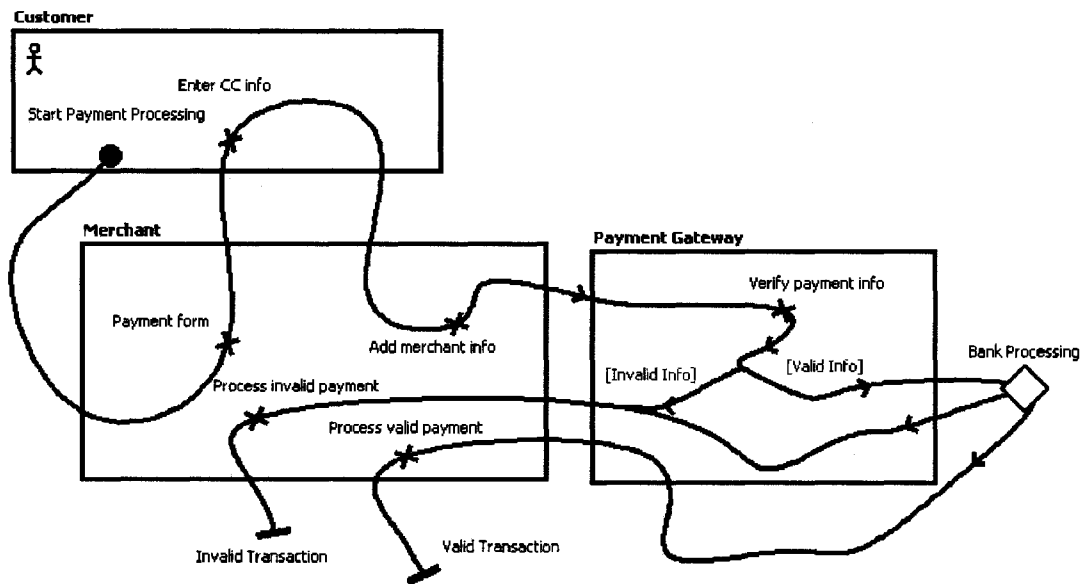 Customer
Enter CC info
Start Payment Processing
Merchant
Payment Gateway
Verify payment info
Payment form
Add merchant info
Bank Processing
[Invalid Info]
[Valid Info]
Process invalid payment
Process valid payment
Invalid Transaction
Valid Transaction